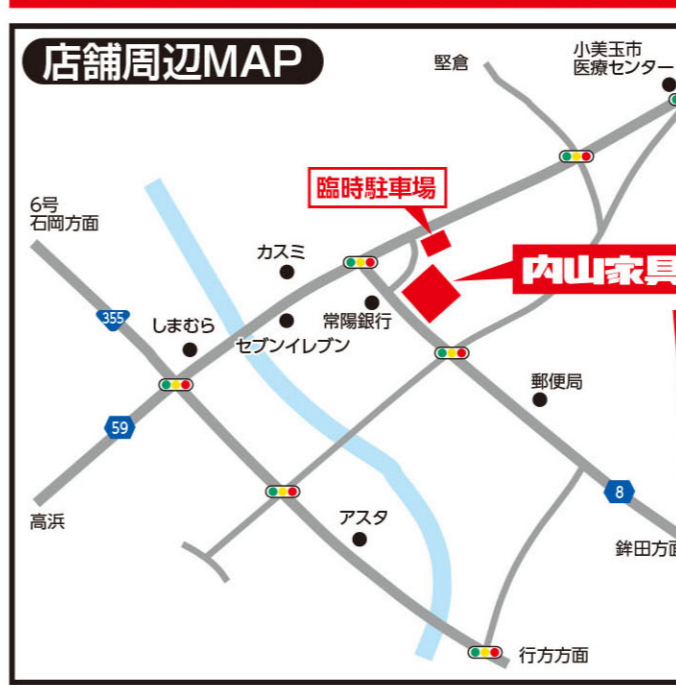 店舗周辺MAP
堅倉
小美玉市
医療センター
臨時駐車場
6号
石岡方面
カスミ
内山家具
355
しまむら
セブンイレブン
常陽銀行
59
郵便局
8
高浜
アスタ
鉾田方面
行方方面